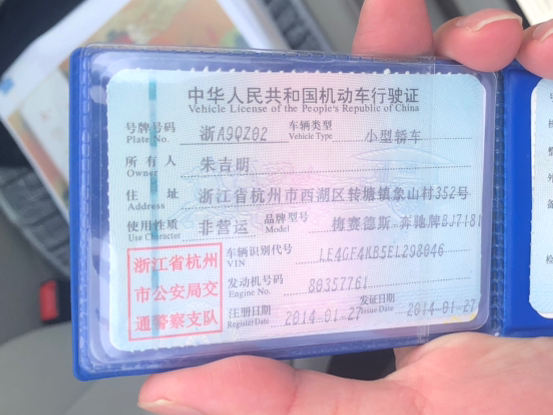 中华人民共和国机动车行驶证
Vehicle License of the People's Republic of China
号牌号码 浙A9QZ02 车辆类型 小型轿车
Plate No. Vehicle Type
所有人 朱吉明
Owner
住址 浙江省杭州市西湖区转塘镇象山村352号
Address
使用性质 非营运 品牌型号 梅赛德斯-奔驰牌BJ7181
Use Character Model
浙江省杭州
市公安局交
通警察支队
车辆识别代号 LE4GF4KB5EL298046
VIN
发动机号码 80357761
Engine No.
注册日期 2014-01-27 发证日期 2014-01-27
Register Date Issue Date